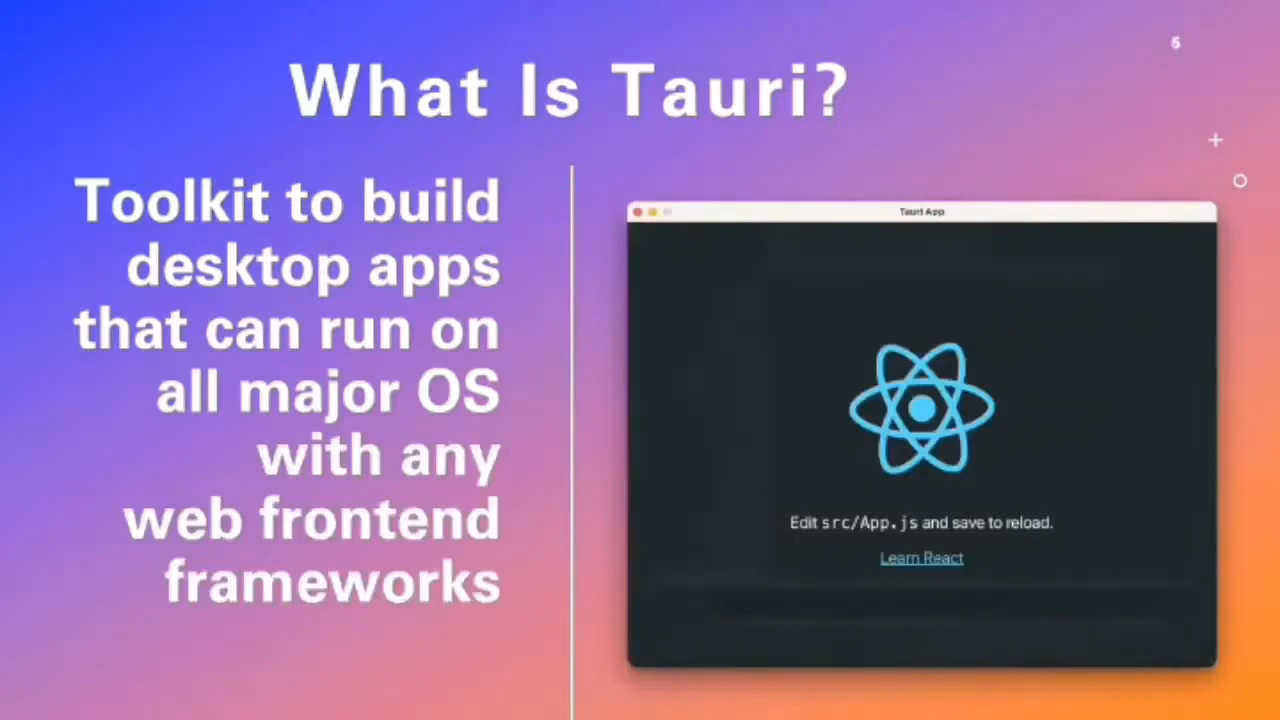 5
What Is Tauri?
Toolkit to build
desktop apps
that can run on
all major OS
with any
web frontend
frameworks
Tauri App
Edit src/App.js and save to reload.
Learn React